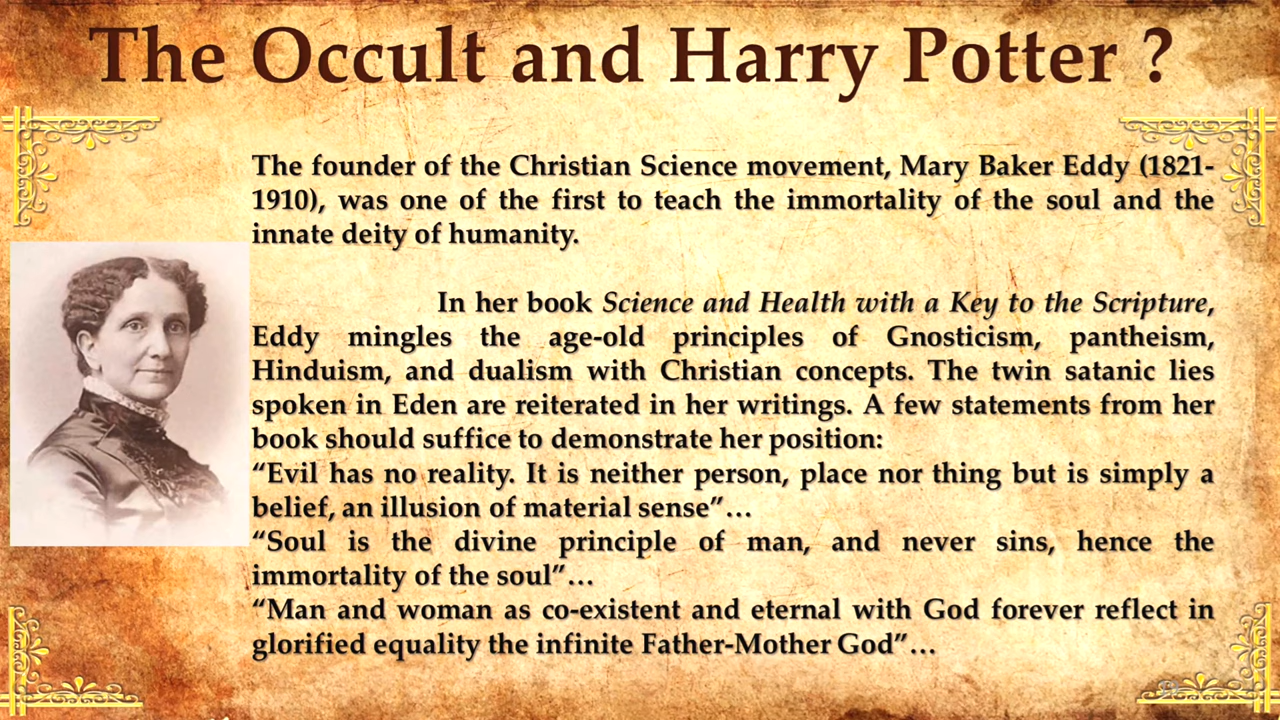 The Occult and Harry Potter ?
The founder of the Christian Science movement, Mary Baker Eddy (1821-
1910), was one of the first to teach the immortality of the soul and the
innate deity of humanity.
In her book Science and Health with a Key to the Scripture,
Eddy mingles the age-old principles of Gnosticism, pantheism,
Hinduism, and dualism with Christian concepts. The twin satanic lies
spoken in Eden are reiterated in her writings. A few statements from her
book should suffice to demonstrate her position:
“Evil has no reality. It is neither person, place nor thing but is simply a
belief, an illusion of material sense”…
“Soul is the divine principle of man, and never sins, hence the
immortality of the soul”…
“Man and woman as co-existent and eternal with God forever reflect in
glorified equality the infinite Father-Mother God”…